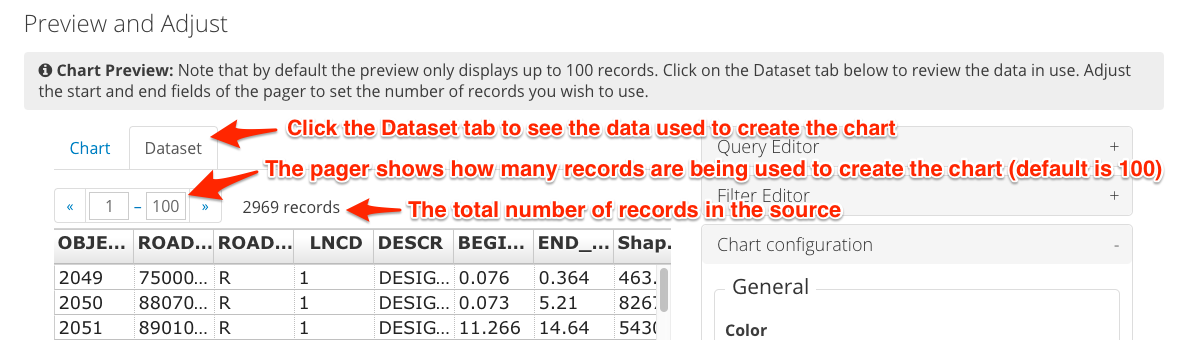 Preview and Adjust
Chart Preview: Note that by default the preview only displays up to 100 records. Click on the Dataset tab below to review the data in use. Adjust
the start and end fields of the pager to set the number of records you wish to use.
Click the Dataset tab to see the data used to create the chart
Chart Dataset
Query Editor +
The pager shows how many records are being used to create the chart (default is 100)
Filter Editor +
« 1 – 100 » 2969 records
The total number of records in the source
OBJE... ROAD... ROAD... LNCD DESCR BEGI... END_... Shap.
Chart configuration -
2049 75000... R 1 DESIG... 0.076 0.364 463.
General
2050 88070... R 1 DESIG... 0.073 5.21 8267
2051 89010... R 1 DESIG... 11.266 14.64 5430
Color